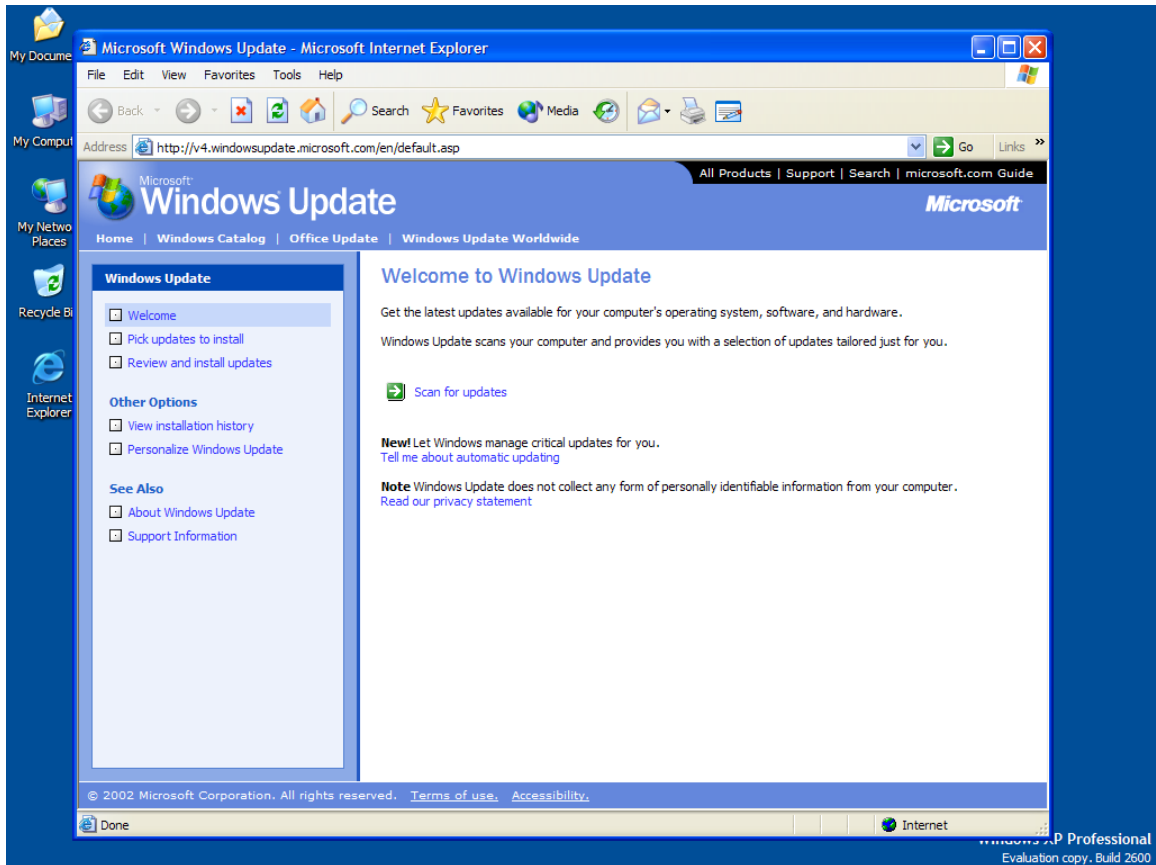 My Docume
My Comput
My Netwo
Places
Recycle Bi
Internet
Explorer
Microsoft Windows Update - Microsoft Internet Explorer
File Edit View Favorites Tools Help
Back Search Favorites Media
Address http://v4.windowsupdate.microsoft.com/en/default.asp Go Links »
All Products | Support | Search | microsoft.com Guide
Microsoft
Windows Update
Microsoft
Home | Windows Catalog | Office Update | Windows Update Worldwide
Windows Update
Welcome
Pick updates to install
Review and install updates
Other Options
View installation history
Personalize Windows Update
See Also
About Windows Update
Support Information
Welcome to Windows Update
Get the latest updates available for your computer's operating system, software, and hardware.
Windows Update scans your computer and provides you with a selection of updates tailored just for you.
Scan for updates
New! Let Windows manage critical updates for you.
Tell me about automatic updating
Note Windows Update does not collect any form of personally identifiable information from your computer.
Read our privacy statement
© 2002 Microsoft Corporation. All rights reserved. Terms of use. Accessibility.
Done Internet
Windows XP Professional
Evaluation copy. Build 2600